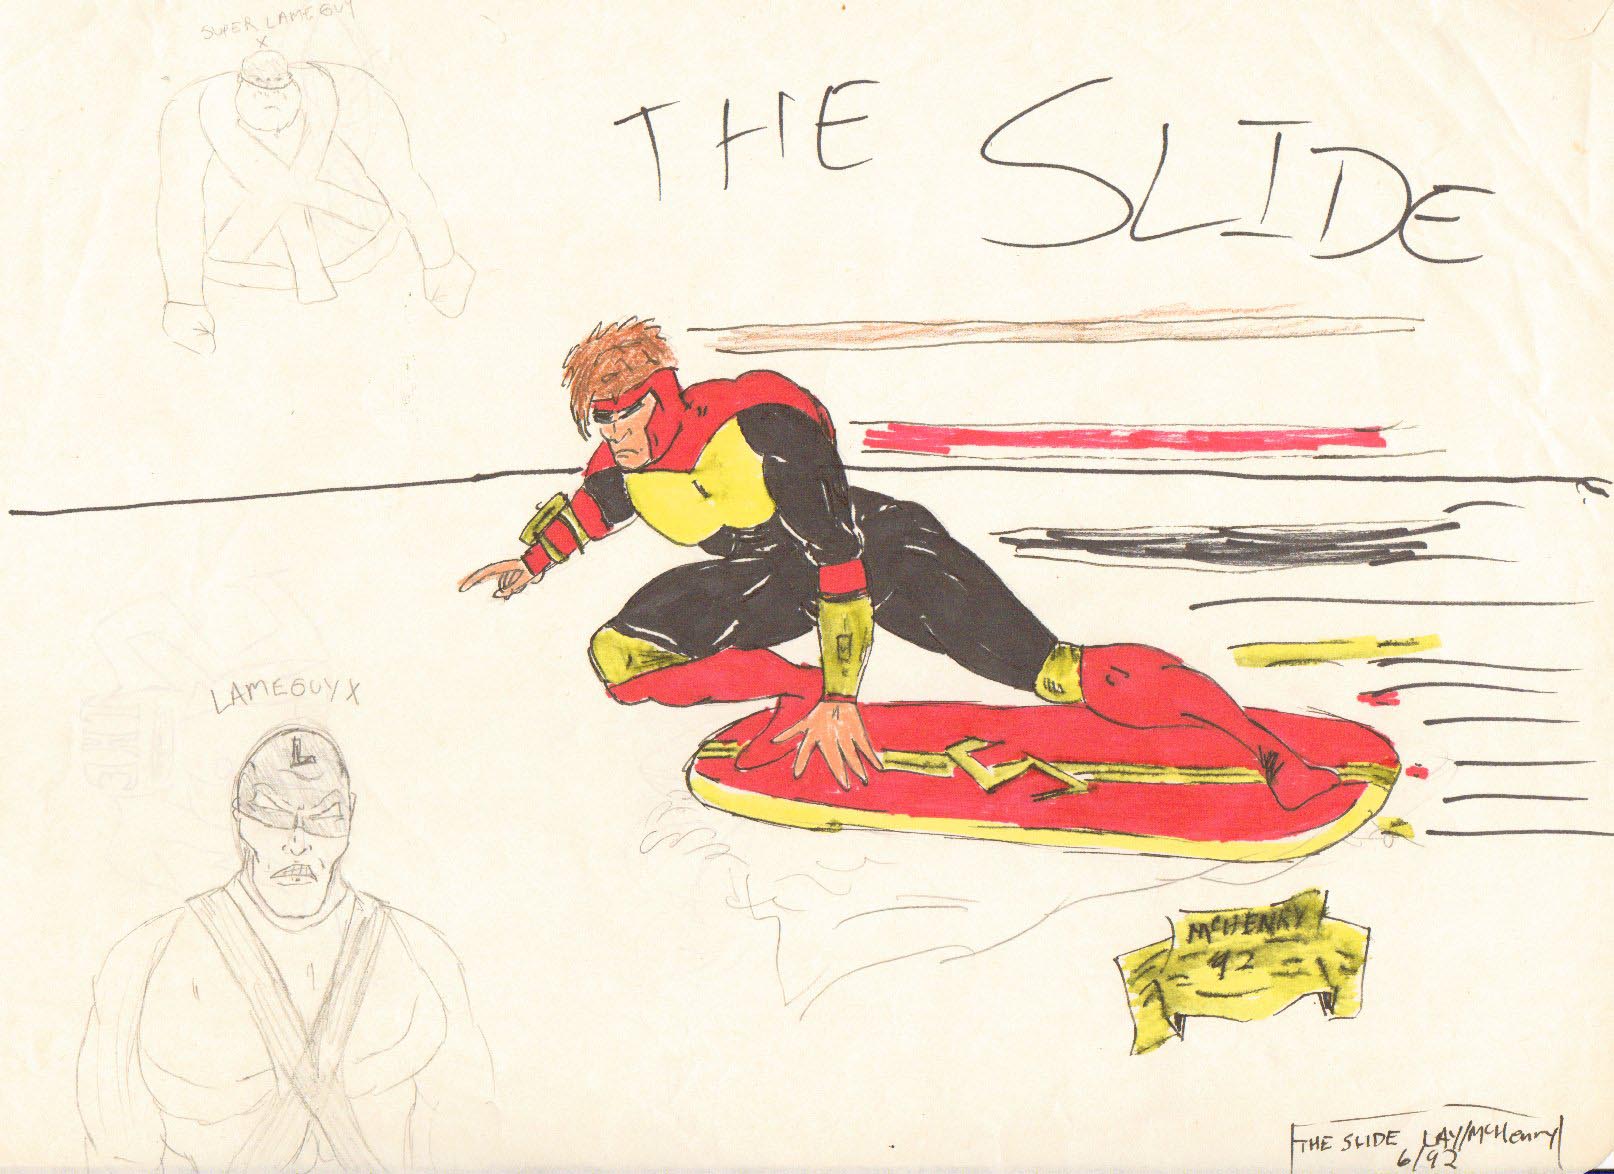 SUPER LAMEGUY
X
THE SLIDE
LAMEGUY X
L
McHENRY
92
THE SLIDE LAY/McHenry
6/92